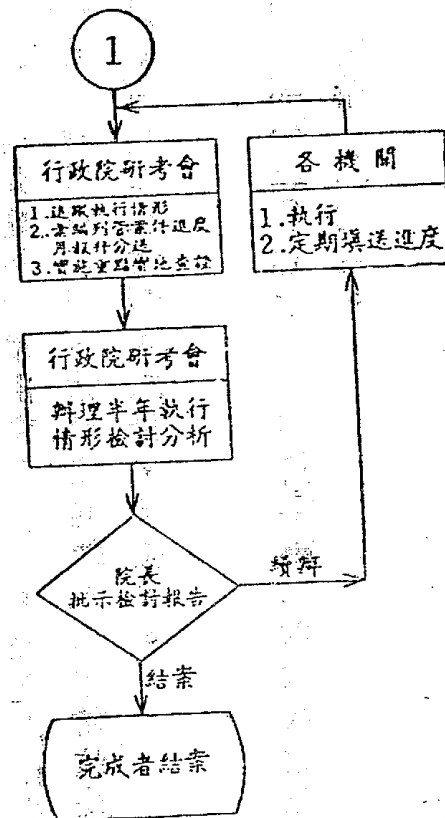 1
行政院研考會
1.追蹤執行情形
2.彙編列管案件進度
月報并分送
3.實施重點實地查證
各機關
1.執行
2.定期填送進度
行政院研考會
辦理半年執行
情形檢討分析
院長
批示檢討報告
續辦
結案
完成者結案